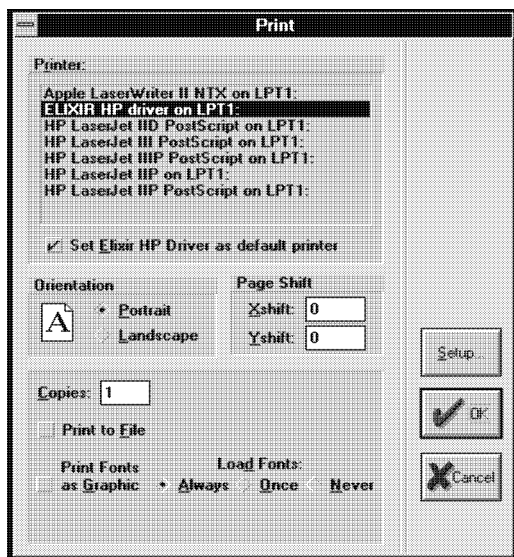 Print
Printer:
Apple LaserWriter II NTX on LPT1:
ELIXIR HP driver on LPT1:
HP LaserJet IID PostScript on LPT1:
HP LaserJet III PostScript on LPT1:
HP LaserJet IIIP PostScript on LPT1:
HP LaserJet IIP on LPT1:
HP LaserJet IIP PostScript on LPT1:
Set Elixir HP Driver as default printer
Orientation
A
Portrait
Landscape
Page Shift
Xshift: 0
Yshift: 0
Setup...
Copies: 1
OK
Print to File
Print Fonts as Graphic
Load Fonts:
Always Once Never
Cancel